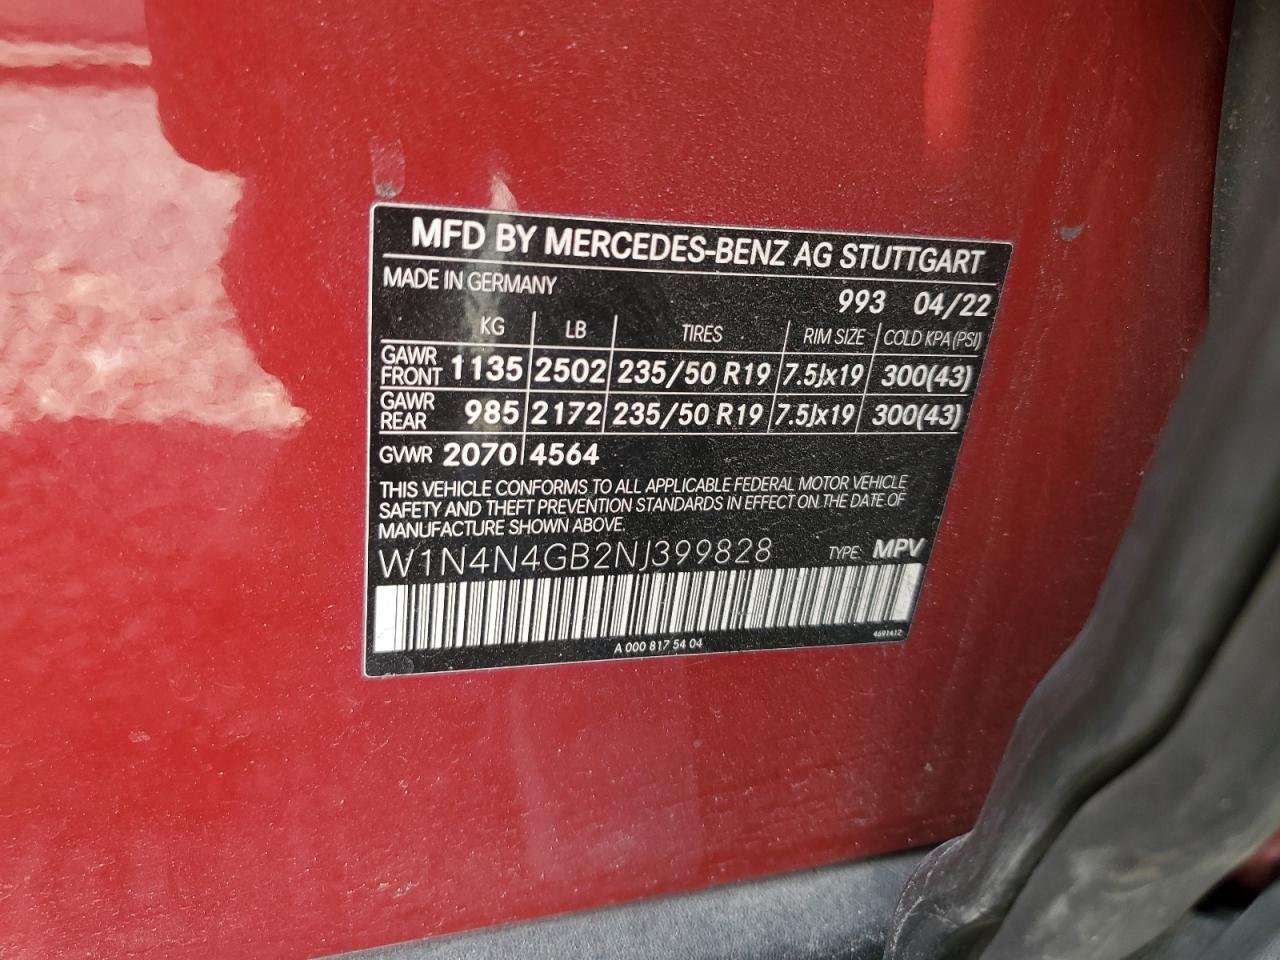 MFD BY MERCEDES-BENZ AG STUTTGART
MADE IN GERMANY
993 04/22
KG LB TIRES RIM SIZE COLD KPA (PSI)
GAWR FRONT 1135 2502 235/50 R19 7.5Jx19 300(43)
GAWR REAR 985 2172 235/50 R19 7.5Jx19 300(43)
GVWR 2070 4564
THIS VEHICLE CONFORMS TO ALL APPLICABLE FEDERAL MOTOR VEHICLE
SAFETY AND THEFT PREVENTION STANDARDS IN EFFECT ON THE DATE OF
MANUFACTURE SHOWN ABOVE.
W1N4N4GB2NJ399828 TYPE: MPV
A 000 817 54 04
4691412